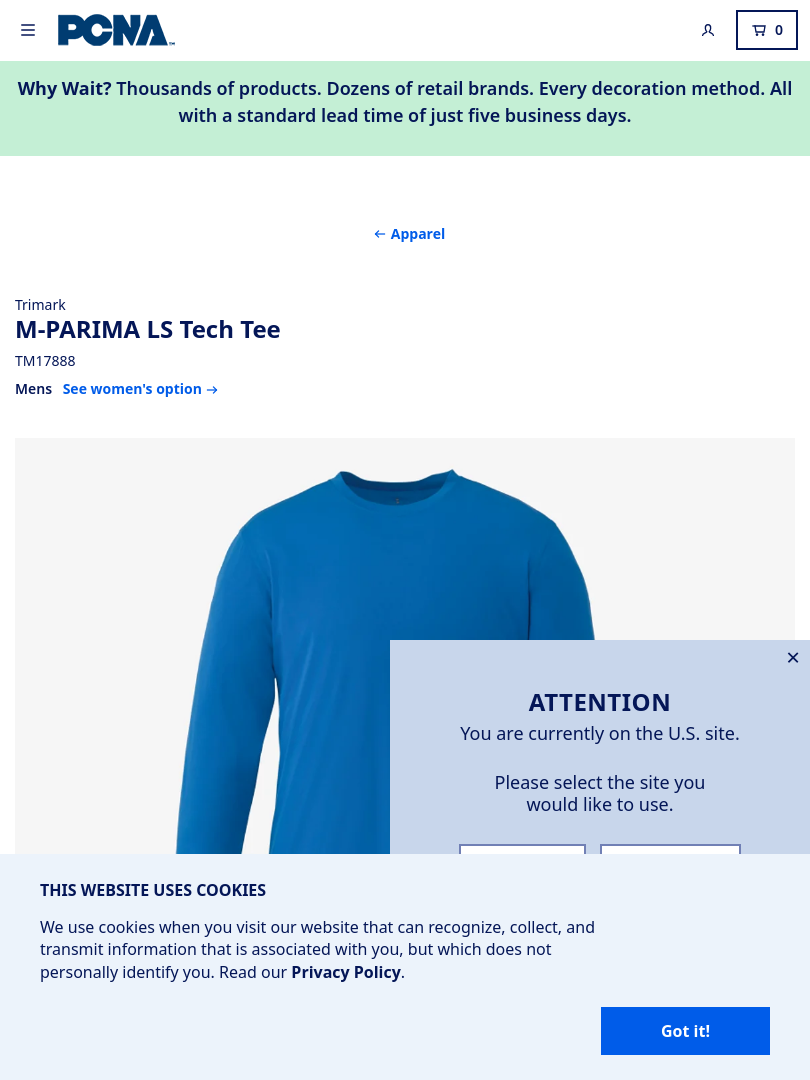 PCNA
0
Why Wait? Thousands of products. Dozens of retail brands. Every decoration method. All
with a standard lead time of just five business days.
← Apparel
Trimark
M-PARIMA LS Tech Tee
TM17888
Mens See women's option →
ATTENTION
You are currently on the U.S. site.
Please select the site you
would like to use.
THIS WEBSITE USES COOKIES
We use cookies when you visit our website that can recognize, collect, and
transmit information that is associated with you, but which does not
personally identify you. Read our Privacy Policy.
Got it!